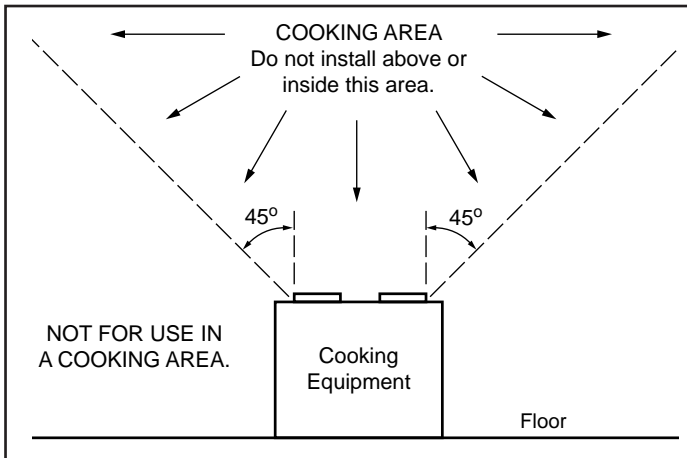 COOKING AREA
Do not install above or
inside this area.
45º
45º
NOT FOR USE IN
A COOKING AREA.
Cooking
Equipment
Floor